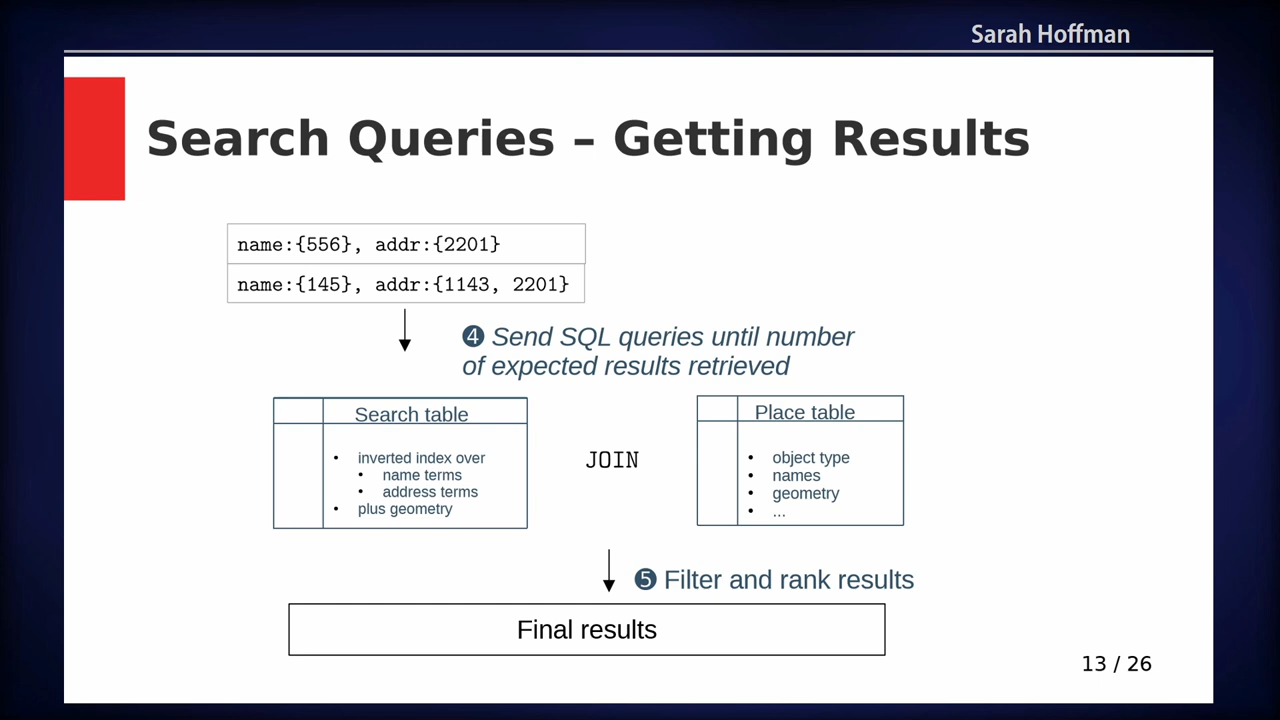 Sarah Hoffman
Search Queries – Getting Results
name:{556}, addr:{2201}
name:{145}, addr:{1143, 2201}
❹ Send SQL queries until number
of expected results retrieved
Search table
• inverted index over
• name terms
• address terms
• plus geometry
JOIN
Place table
• object type
• names
• geometry
• ...
❺ Filter and rank results
Final results
13 / 26